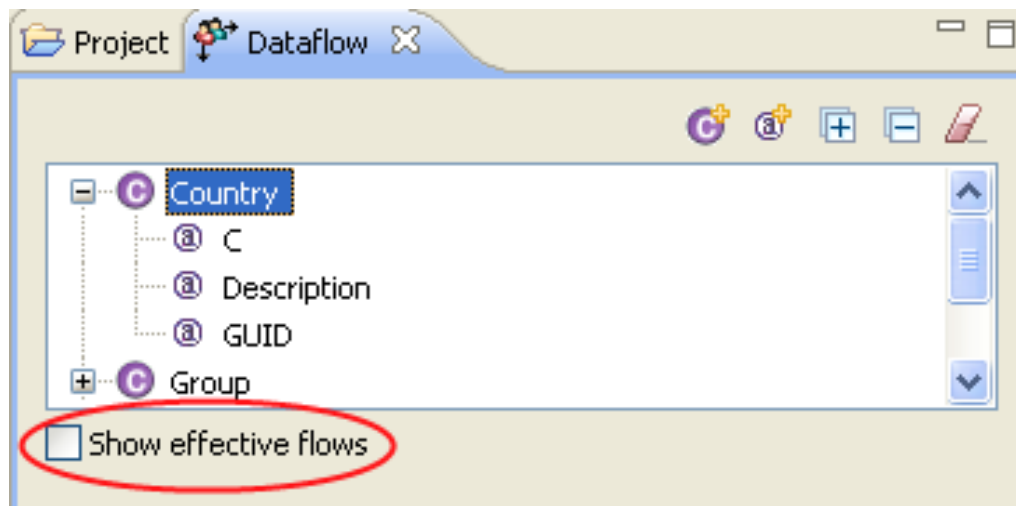 Project Dataflow
Country
C
Description
GUID
Group
Show effective flows